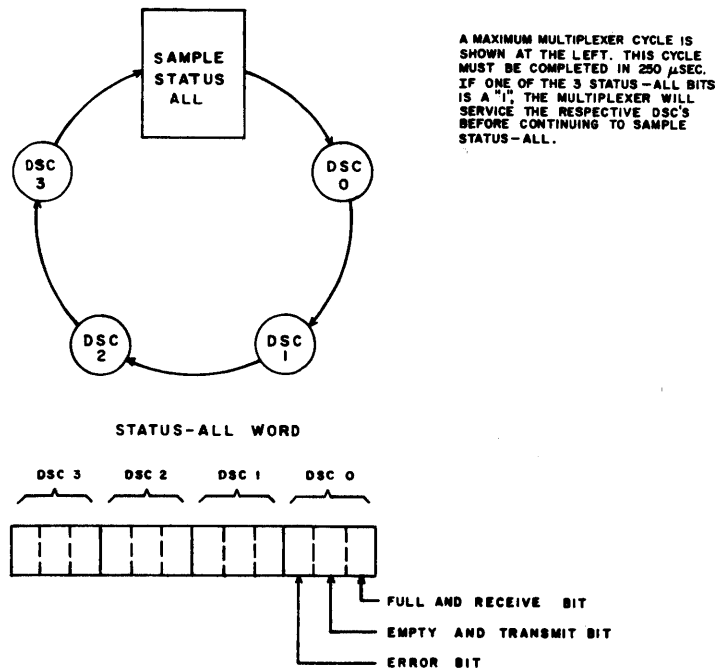 SAMPLE
STATUS
ALL
DSC
0
DSC
1
DSC
2
DSC
3
A MAXIMUM MULTIPLEXER CYCLE IS
SHOWN AT THE LEFT. THIS CYCLE
MUST BE COMPLETED IN 250 μSEC.
IF ONE OF THE 3 STATUS-ALL BITS
IS A "1", THE MULTIPLEXER WILL
SERVICE THE RESPECTIVE DSC'S
BEFORE CONTINUING TO SAMPLE
STATUS-ALL.
STATUS-ALL WORD
DSC 3 DSC 2 DSC 1 DSC 0
FULL AND RECEIVE BIT
EMPTY AND TRANSMIT BIT
ERROR BIT